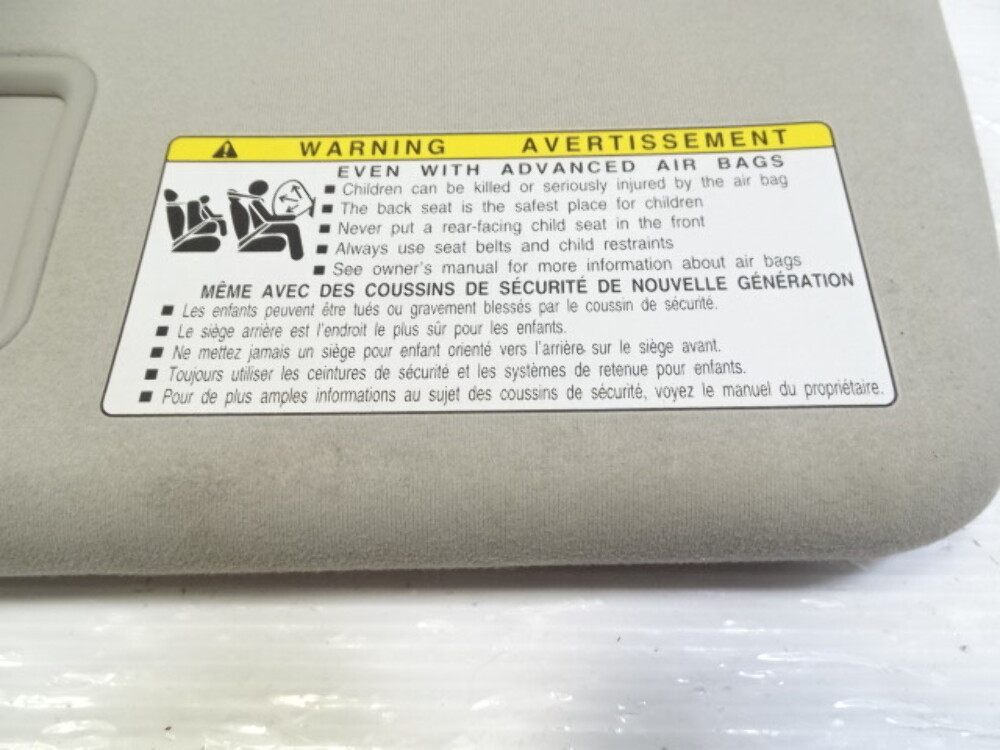 WARNING AVERTISSEMENT
EVEN WITH ADVANCED AIR BAGS
■ Children can be killed or seriously injured by the air bag
■ The back seat is the safest place for children
■ Never put a rear-facing child seat in the front
■ Always use seat belts and child restraints
■ See owner's manual for more information about air bags
MÊME AVEC DES COUSSINS DE SÉCURITÉ DE NOUVELLE GÉNÉRATION
■ Les enfants peuvent être tués ou gravement blessés par le coussin de sécurité.
■ Le siège arrière est l'endroit le plus sûr pour les enfants.
■ Ne mettez jamais un siège pour enfant orienté vers l'arrière sur le siège avant.
■ Toujours utiliser les ceintures de sécurité et les systèmes de retenue pour enfants.
■ Pour de plus amples informations au sujet des coussins de sécurité, voyez le manuel du propriétaire.